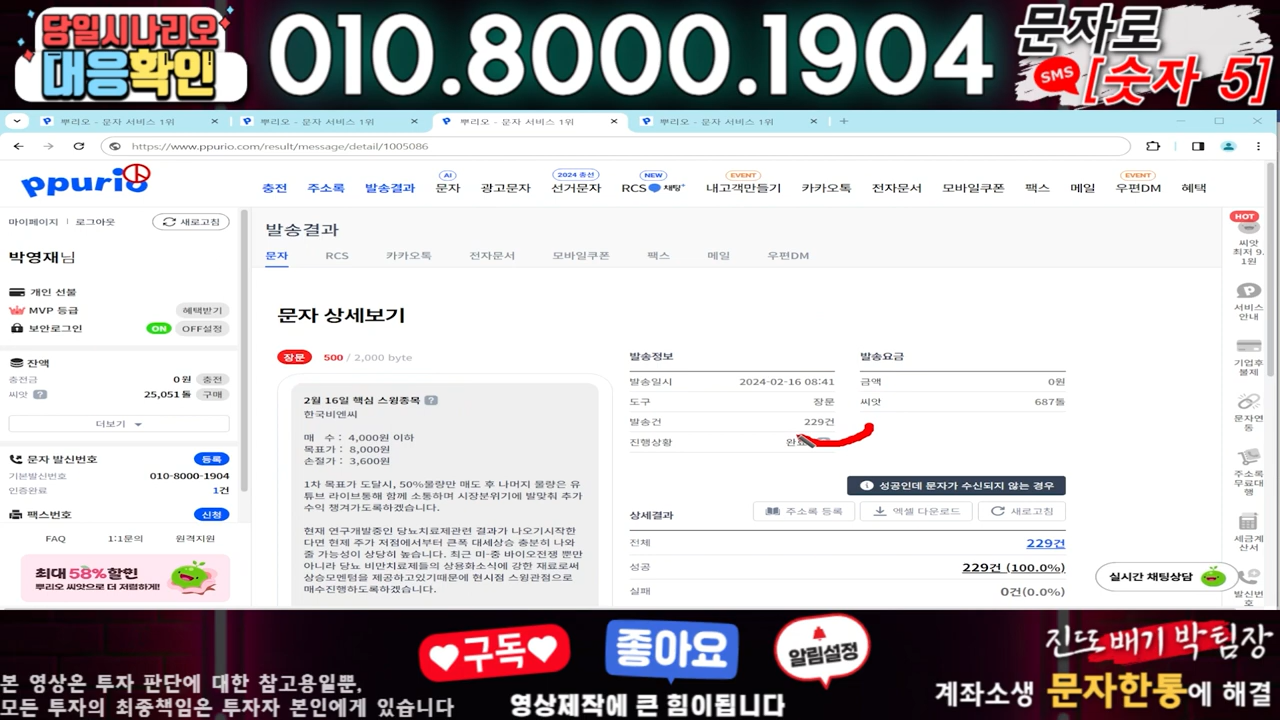 당일시나리오
대응확인
010.8000.1904
문자로
SMS [숫자 5]
뿌리오 - 문자 서비스 1위
뿌리오 - 문자 서비스 1위
뿌리오 - 문자 서비스 1위
뿌리오 - 문자 서비스 1위
https://www.ppurio.com/result/message/detail/1005086
ppurio
AI
2024 총선
NEW
EVENT
EVENT
충전 주소록 발송결과 문자 광고문자 선거문자 RCS 채팅+ 내고객만들기 카카오톡 전자문서 모바일쿠폰 팩스 메일 우편DM 혜택
마이페이지 로그아웃 새로고침
박영재님
개인 선불
MVP 등급 혜택받기
보안로그인 ON OFF설정
잔액
충전금 0원 충전
씨앗 ? 25,051톨 구매
더보기
문자 발신번호 등록
기본발신번호 010-8000-1904
인증완료 1건
팩스번호 신청
FAQ 1:1문의 원격지원
최대 58%할인
뿌리오 씨앗으로 더 저렴하게!
발송결과
문자 RCS 카카오톡 전자문서 모바일쿠폰 팩스 메일 우편DM
문자 상세보기
장문 500 / 2,000 byte
2월 16일 핵심 스윙종목 ?
한국비엔씨
매 수 : 4,000원 이하
목표가 : 8,000원
손절가 : 3,600원
1차 목표가 도달시, 50%물량만 매도 후 나머지 물량은 유
튜브 라이브통해 함께 소통하며 시장분위기에 발맞춰 추가
수익 챙겨가도록하겠습니다.
현재 연구개발중인 당뇨치료제관련 결과가 나오기시작한
다면 현재 주가 저점에서부터 큰폭 대세상승 충분히 나와
줄 가능성이 상당히 높습니다. 최근 미-중 바이오전쟁 뿐만
아니라 당뇨 비만치료제들의 상용화소식에 강한 재료로써
상승모멘텀을 제공하고있기때문에 현시점 스윙관점으로
매수진행하도록하겠습니다.
발송정보
발송일시 2024-02-16 08:41
도구 장문
발송건 229건
진행상황 완료
발송요금
금액 0원
씨앗 687톨
성공인데 문자가 수신되지 않는 경우
상세결과 주소록 등록 엑셀 다운로드 새로고침
전체 229건
성공 229건 (100.0%)
실패 0건(0.0%)
HOT
씨앗
최저 9.
1원
서비스
안내
기업후
불제
문자연
동
주소록
무료대
행
세금계
산서
발신번
호
실시간 채팅상담
구독
좋아요
알림설정
영상제작에 큰 힘이됩니다
본 영상은 투자 판단에 대한 참고용일뿐,
모든 투자의 최종책임은 투자자 본인에게 있습니다
진또배기 박팀장
계좌소생 문자한통에 해결